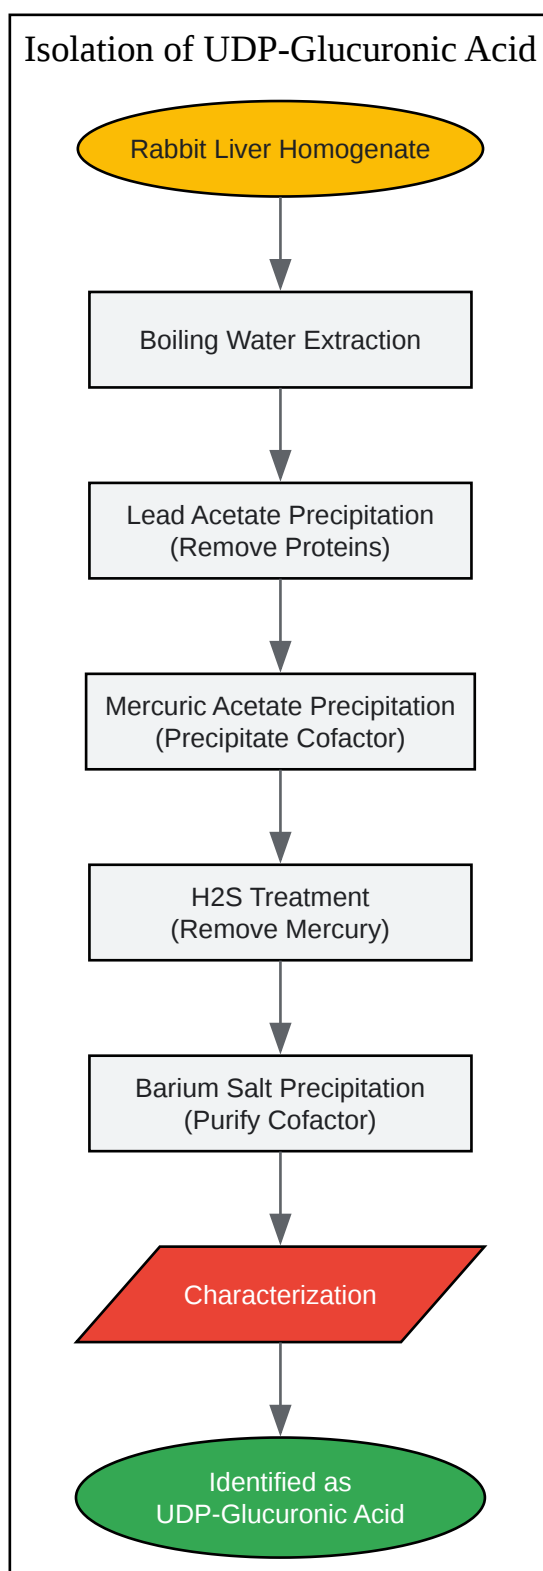 Isolation of UDP-Glucuronic Acid
Rabbit Liver Homogenate
Boiling Water Extraction
Lead Acetate Precipitation
(Remove Proteins)
Mercuric Acetate Precipitation
(Precipitate Cofactor)
H2S Treatment
(Remove Mercury)
Barium Salt Precipitation
(Purify Cofactor)
Characterization
Identified as
UDP-Glucuronic Acid